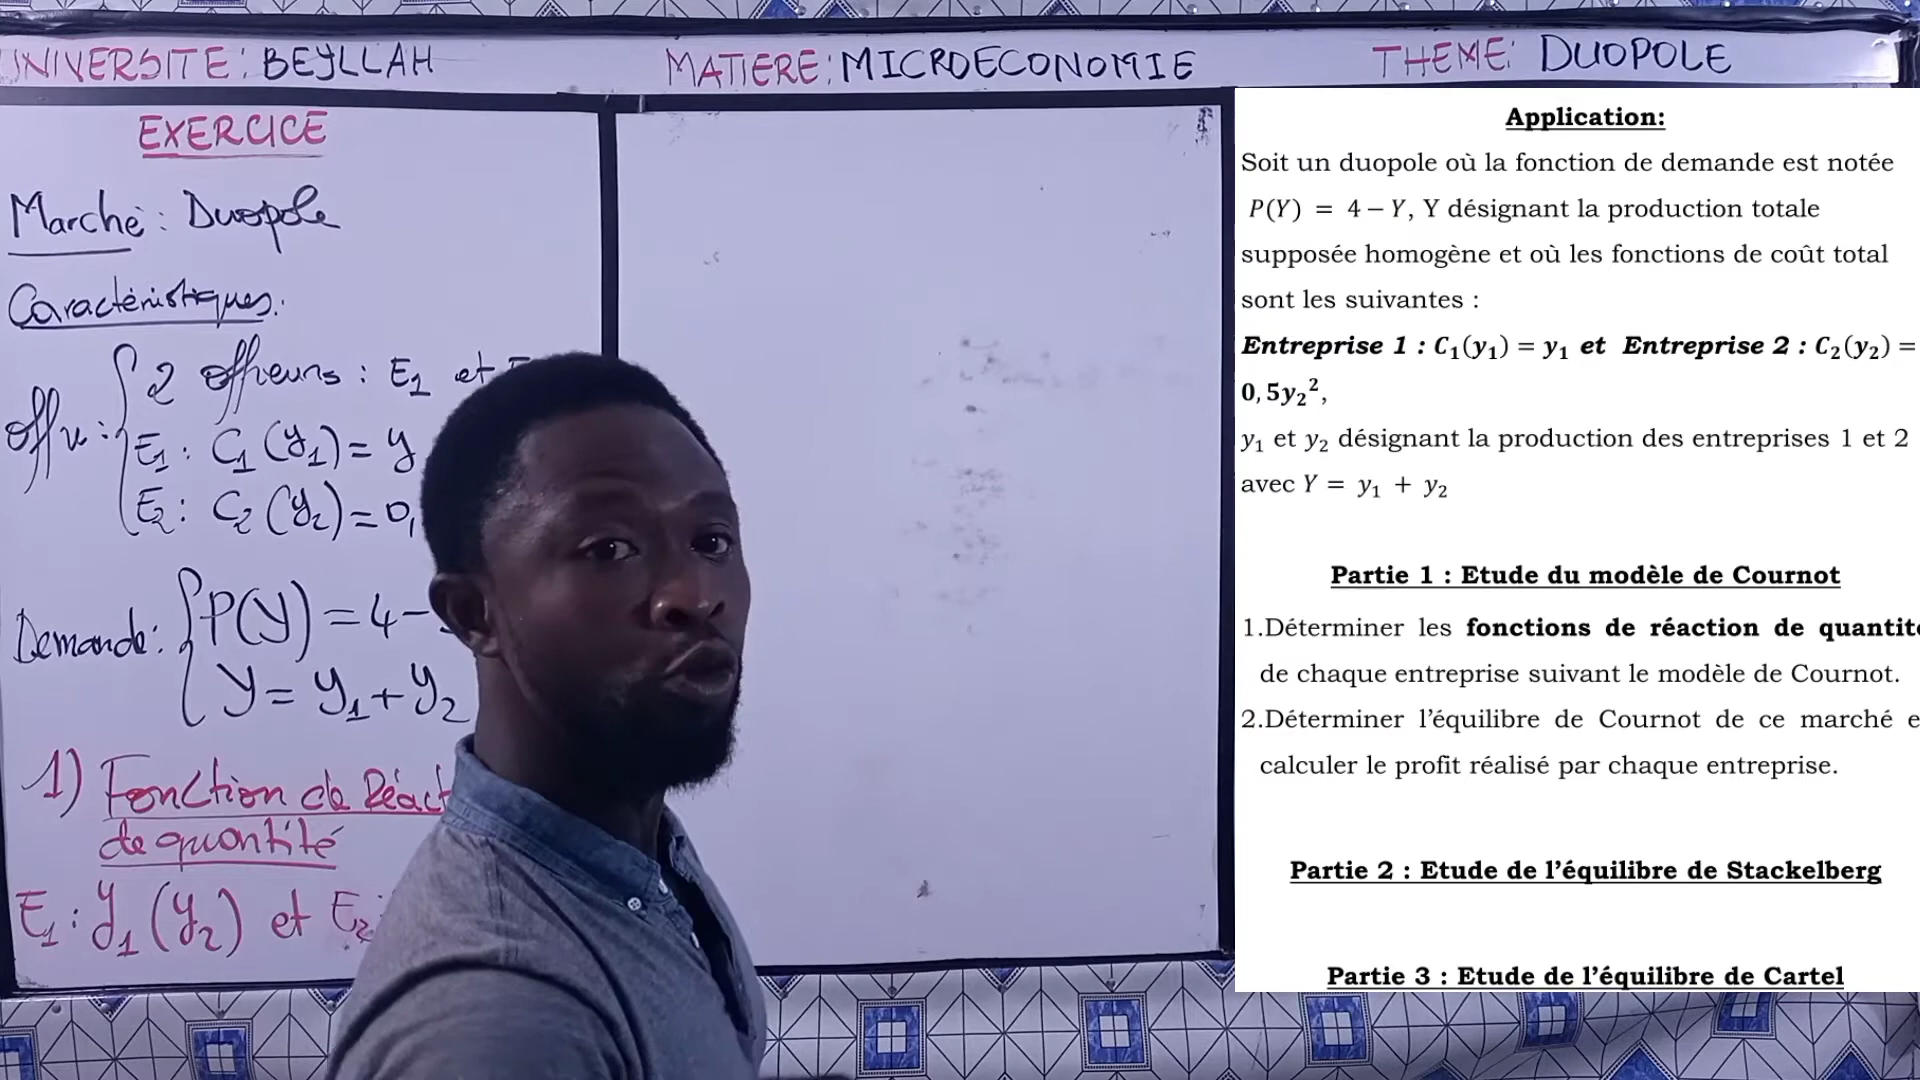 UNIVERSITE: BEYLLAH
MATIERE: MICROECONOMIE
THEME: DUOPOLE
EXERCICE
Marché: Duopole
Caractéristiques:
Offre: 2 offreurs: E1 et
E1: C1(y1)= y
E2: C2(y2)=0,
Demande: P(Y)=4-
Y= y1+y2
1) Fonction de Réact
de quantité
E1: y1(y2) et E2:
Application:
Soit un duopole où la fonction de demande est notée
P(Y) = 4 – Y, Y désignant la production totale
supposée homogène et où les fonctions de coût total
sont les suivantes :
Entreprise 1 : C₁(y₁) = y₁ et Entreprise 2 : C₂(y₂) =
0,5y₂²,
y₁ et y₂ désignant la production des entreprises 1 et 2
avec Y = y₁ + y₂
Partie 1 : Etude du modèle de Cournot
1.Déterminer les fonctions de réaction de quantité
de chaque entreprise suivant le modèle de Cournot.
2.Déterminer l’équilibre de Cournot de ce marché e
calculer le profit réalisé par chaque entreprise.
Partie 2 : Etude de l’équilibre de Stackelberg
Partie 3 : Etude de l’équilibre de Cartel